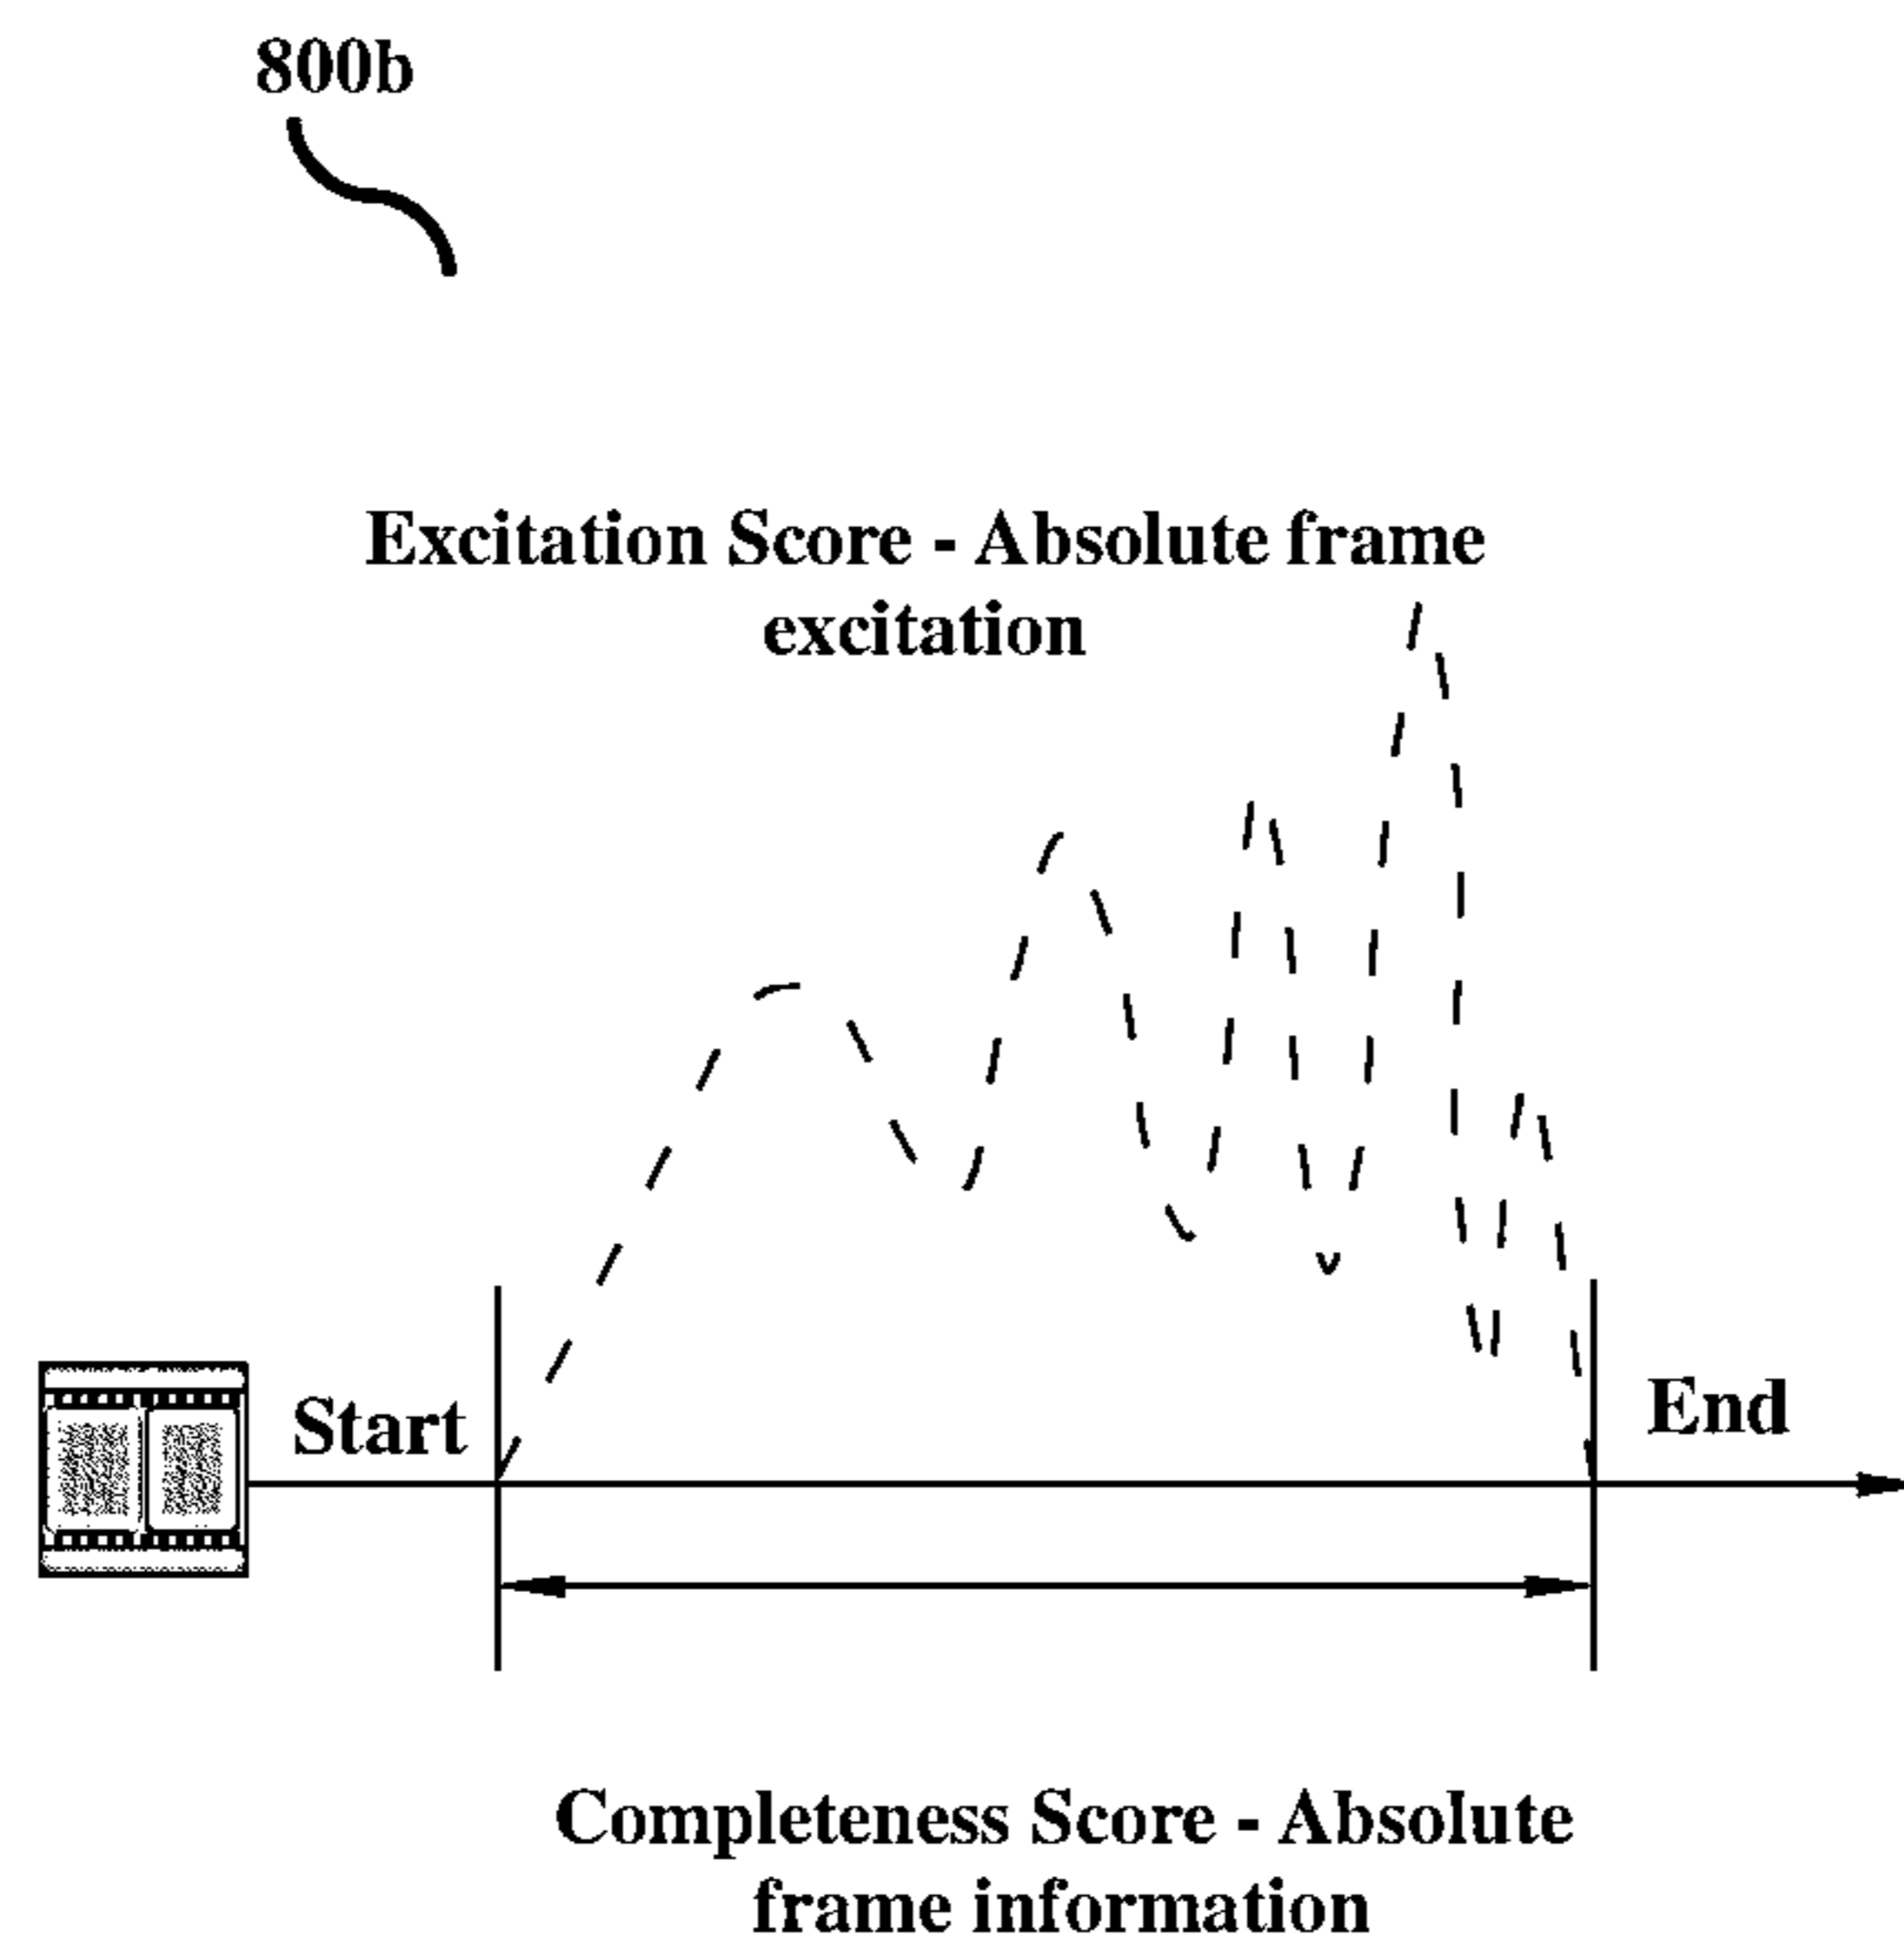 800b
Excitation Score - Absolute frame
excitation
Start
End
Completeness Score - Absolute
frame information